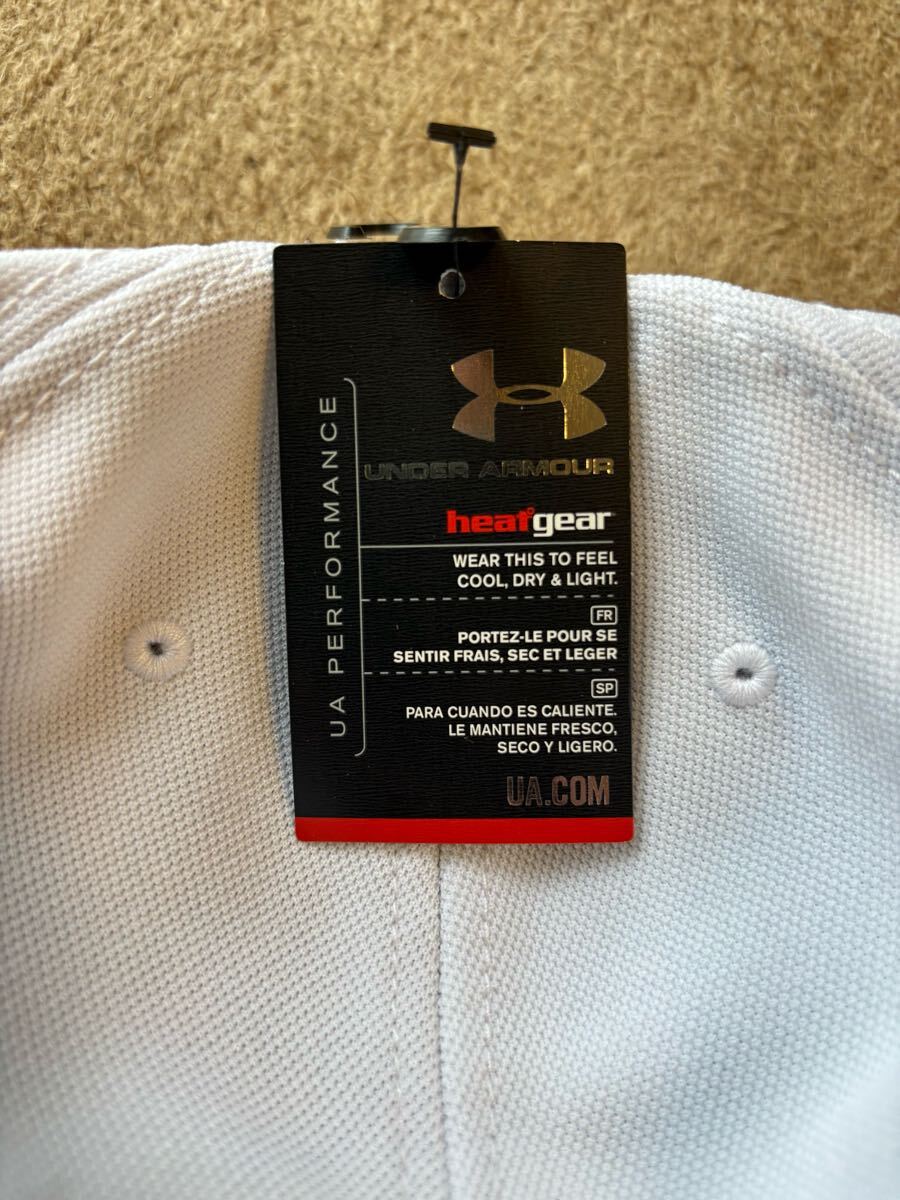 UNDER ARMOUR
heatgear
UA PERFORMANCE
WEAR THIS TO FEEL
COOL, DRY & LIGHT.
FR
PORTEZ-LE POUR SE
SENTIR FRAIS, SEC ET LEGER
SP
PARA CUANDO ES CALIENTE.
LE MANTIENE FRESCO,
SECO Y LIGERO.
UA.COM